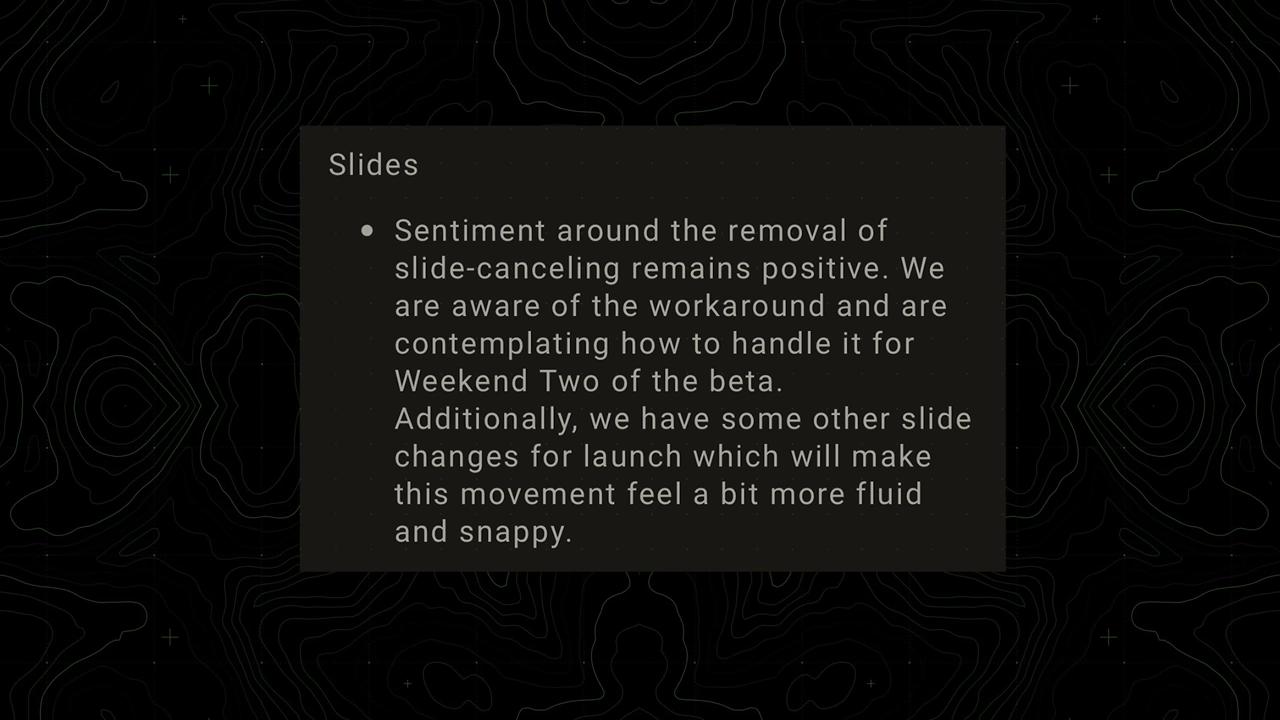 Slides
• Sentiment around the removal of
slide-canceling remains positive. We
are aware of the workaround and are
contemplating how to handle it for
Weekend Two of the beta.
Additionally, we have some other slide
changes for launch which will make
this movement feel a bit more fluid
and snappy.